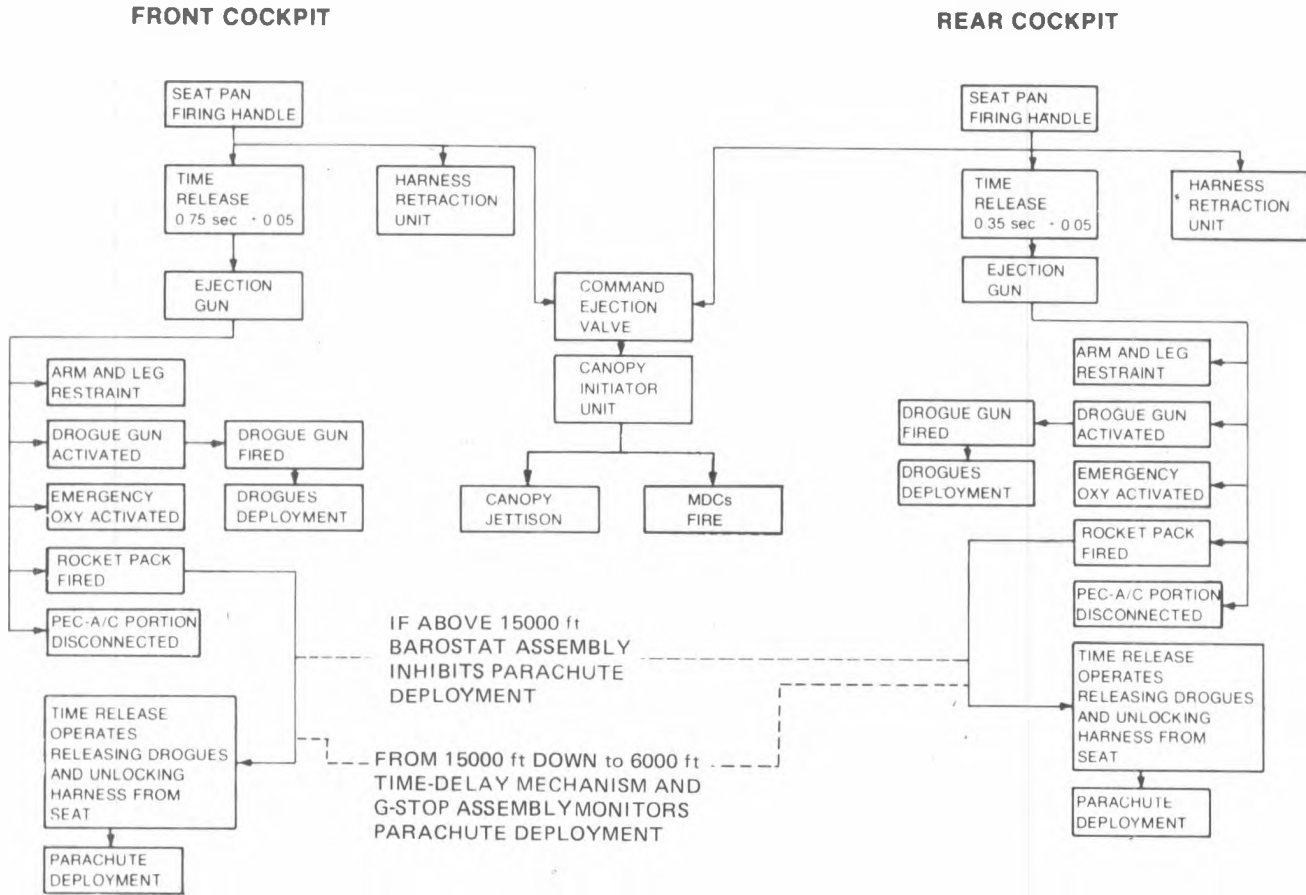 FRONT COCKPIT
REAR COCKPIT
SEAT PAN
FIRING HANDLE
TIME
RELEASE
0 75 sec · 0 05
HARNESS
RETRACTION
UNIT
EJECTION
GUN
ARM AND LEG
RESTRAINT
DROGUE GUN
ACTIVATED
DROGUE GUN
FIRED
EMERGENCY
OXY ACTIVATED
DROGUES
DEPLOYMENT
ROCKET PACK
FIRED
PEC-A/C PORTION
DISCONNECTED
TIME RELEASE
OPERATES
RELEASING DROGUES
AND UNLOCKING
HARNESS FROM
SEAT
PARACHUTE
DEPLOYMENT
COMMAND
EJECTION
VALVE
CANOPY
INITIATOR
UNIT
CANOPY
JETTISON
MDCs
FIRE
IF ABOVE 15000 ft
BAROSTAT ASSEMBLY
INHIBITS PARACHUTE
DEPLOYMENT
FROM 15000 ft DOWN to 6000 ft
TIME-DELAY MECHANISM AND
G-STOP ASSEMBLY MONITORS
PARACHUTE DEPLOYMENT
SEAT PAN
FIRING HANDLE
TIME
RELEASE
0 35 sec · 0 05
HARNESS
RETRACTION
UNIT
EJECTION
GUN
ARM AND LEG
RESTRAINT
DROGUE GUN
FIRED
DROGUE GUN
ACTIVATED
DROGUES
DEPLOYMENT
EMERGENCY
OXY ACTIVATED
ROCKET PACK
FIRED
PEC-A/C PORTION
DISCONNECTED
TIME RELEASE
OPERATES
RELEASING DROGUES
AND UNLOCKING
HARNESS FROM
SEAT
PARACHUTE
DEPLOYMENT